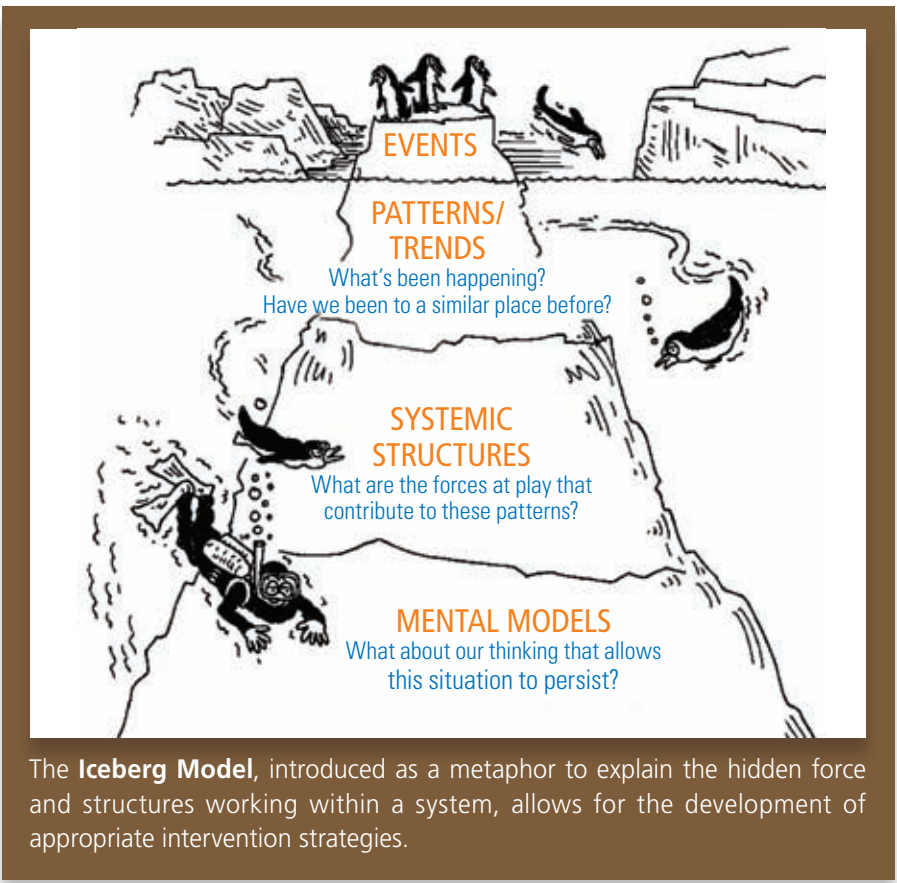 EVENTS
PATTERNS/
TRENDS
What's been happening?
Have we been to a similar place before?
SYSTEMIC
STRUCTURES
What are the forces at play that
contribute to these patterns?
MENTAL MODELS
What about our thinking that allows
this situation to persist?
The Iceberg Model, introduced as a metaphor to explain the hidden force
and structures working within a system, allows for the development of
appropriate intervention strategies.